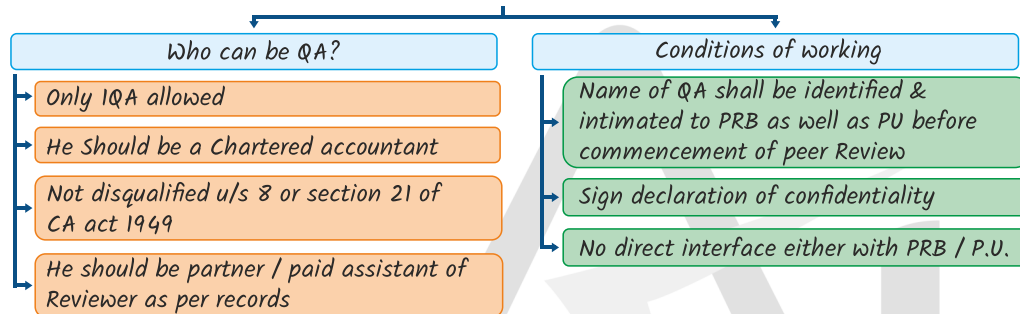 Who can be QA?
Only 1QA allowed
He Should be a Chartered accountant
Not disqualified u/s 8 or section 21 of
CA act 1949
He should be partner / paid assistant of
Reviewer as per records
Conditions of working
Name of QA shall be identified &
intimated to PRB as well as PU before
commencement of peer Review
Sign declaration of confidentiality
No direct interface either with PRB / P.U.